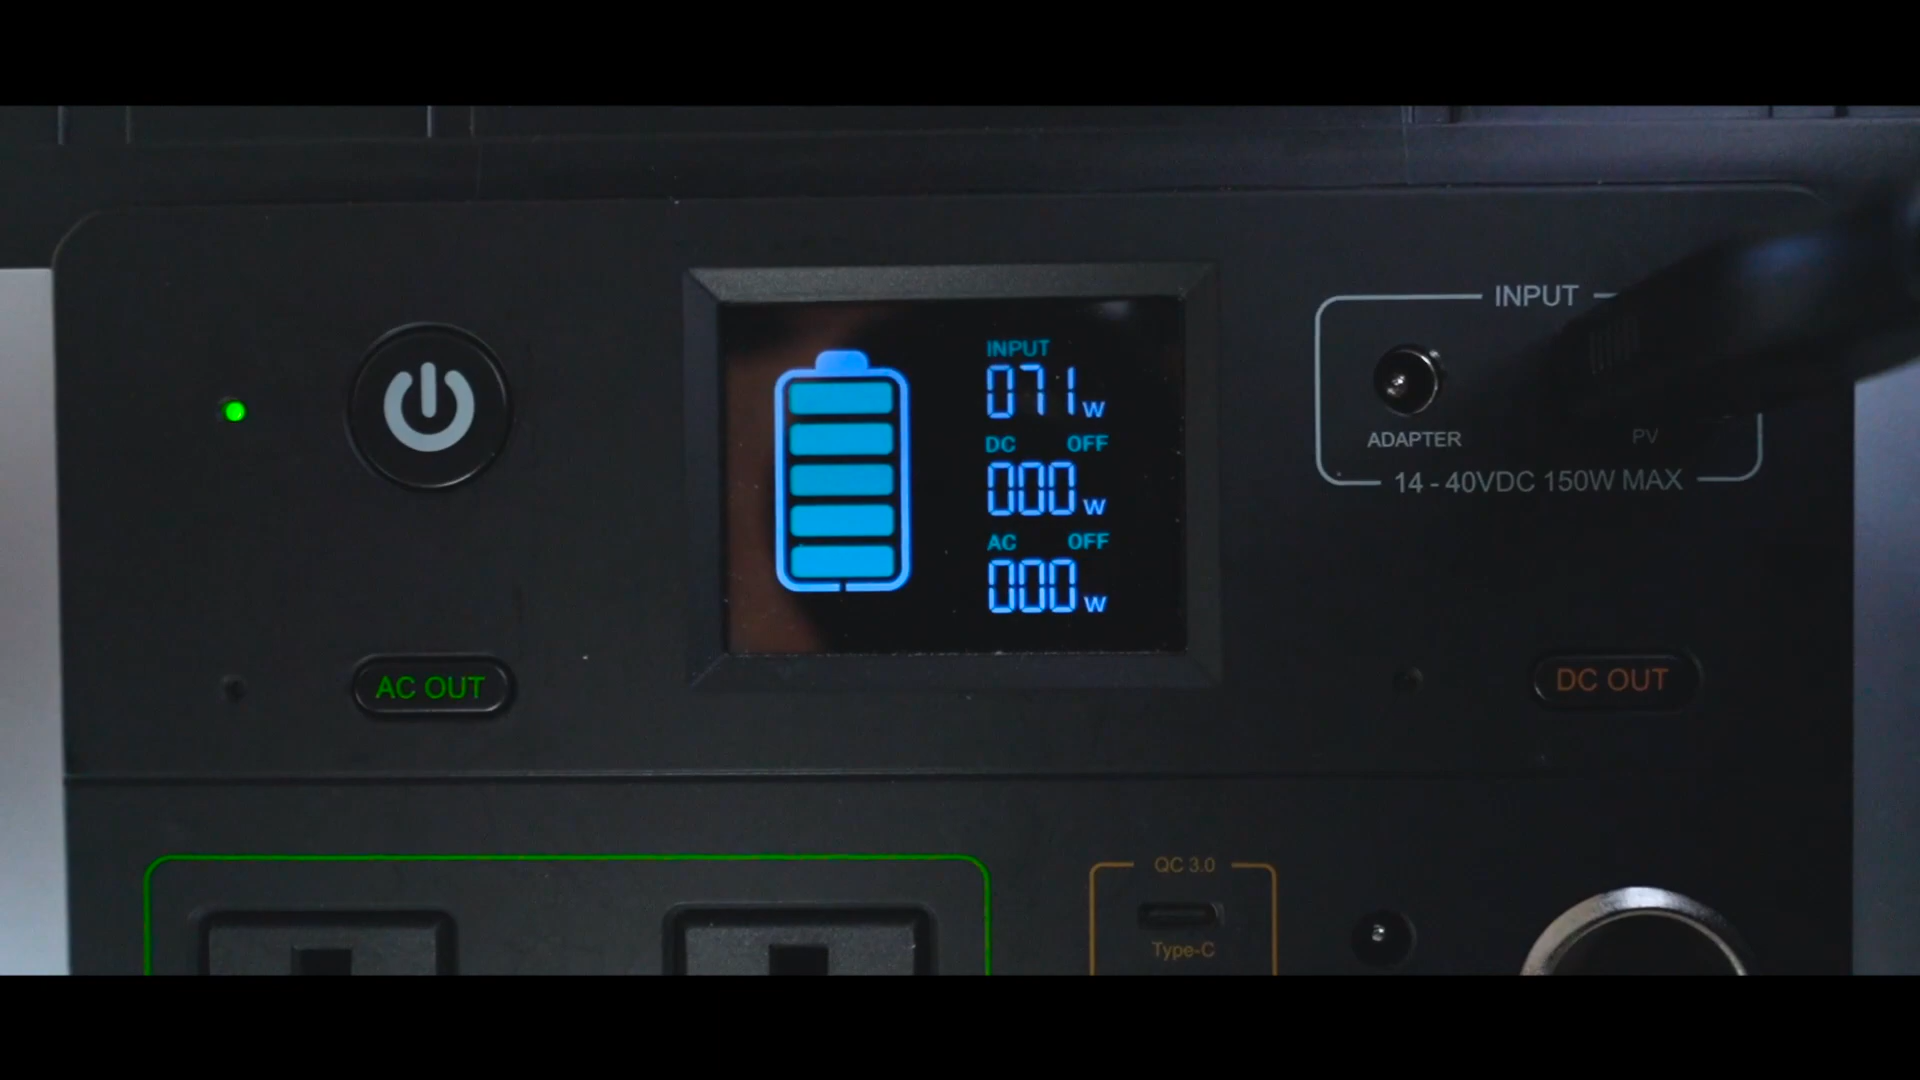 INPUT
071W
DC OFF
000W
AC OFF
000W
INPUT
ADAPTER PV
14 - 40VDC 150W MAX
AC OUT
DC OUT
QC 3.0
Type-C